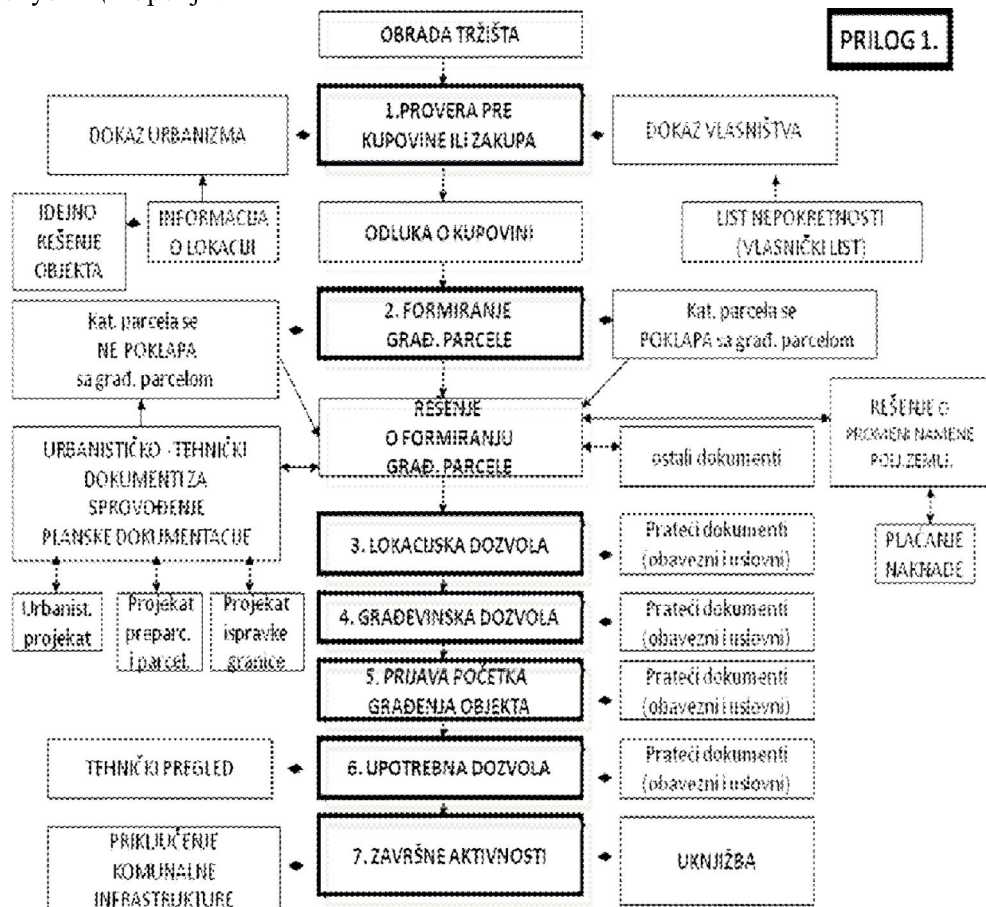 OBRADA TRŽIŠTA
PRILOG 1.
DOKAZ URBANIZMA
1.PROVERA PRE
KUPOVINE ILI ZAKUPA
DOKAZ VLASNIŠTVA
IDEJNO
REŠENJE
OBJEKTA
INFORMACIJA
O LOKACIJI
ODLUKA O KUPOVINI
LIST NEPOKRETNOSTI
(VLASNIČKI LIST)
Kat. parcela se
NE POKLAPA
sa građ. parcelom
2. FORMIRANJE
GRAĐ. PARCELE
Kat. parcela se
POKLAPA sa građ. parcelom
REŠENJE
O FORMIRANJU
GRAĐ. PARCELE
REŠENJE O
PROMENI NAMENE
POLJ.ZEMLJ.
ostali dokumenti
URBANISTIČKO - TEHNIČKI
DOKUMENTI ZA
SPROVOĐENJE
PLANSKE DOKUMENTACIJE
PLAĆANJE
NAKNADE
Urbanist.
projekat
Projekat
preparc.
i parcel.
Projekat
ispravke
granice
3. LOKACIJSKA DOZVOLA
Prateći dokumenti
(obavezni i uslovni)
4. GRAĐEVINSKA DOZVOLA
Prateći dokumenti
(obavezni i uslovni)
5. PRIJAVA POČETKA
GRAĐENJA OBJEKTA
Prateći dokumenti
(obavezni i uslovni)
TEHNIČKI PREGLED
6. UPOTREBNA DOZVOLA
Prateći dokumenti
(obavezni i uslovni)
PRIKLJUČENJE
KOMUNALNE
INFRASTRUKTURE
7. ZAVRŠNE AKTIVNOSTI
UKNJIŽBA